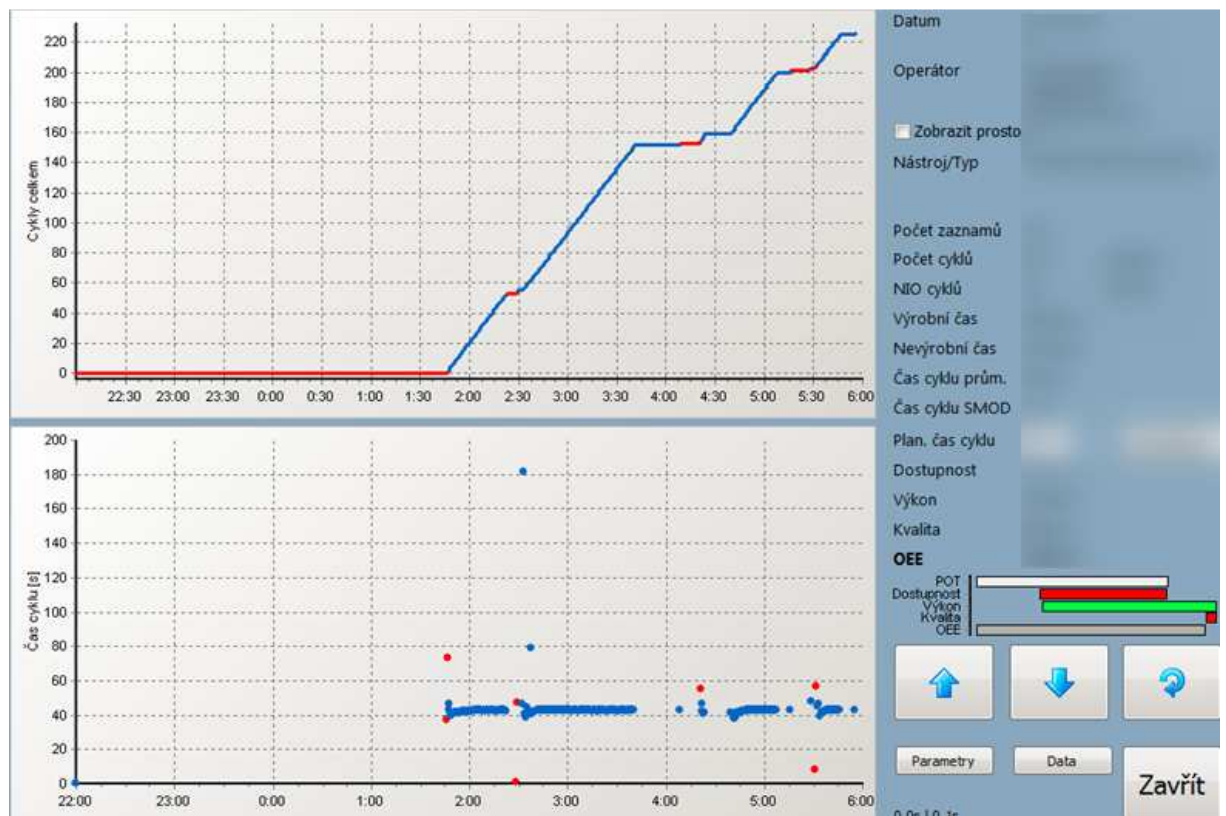 220
200
180
160
140
120
100
80
60
40
20
0
Cykly celkem
22:30 23:00 23:30 0:00 0:30 1:00 1:30 2:00 2:30 3:00 3:30 4:00 4:30 5:00 5:30 6:00
200
180
160
140
120
100
80
60
40
20
0
Čas cyklu [s]
22:00 23:00 0:00 1:00 2:00 3:00 4:00 5:00 6:00
Datum
Operátor
Zobrazit prosto
Nástroj/Typ
Počet zaznamů
Počet cyklů
NIO cyklů
Výrobní čas
Nevýrobní čas
Čas cyklu prům.
Čas cyklu SMOD
Plan. čas cyklu
Dostupnost
Výkon
Kvalita
OEE
POT
Dostupnost
Výkon
Kvalita
OEE
Parametry Data
Zavřít